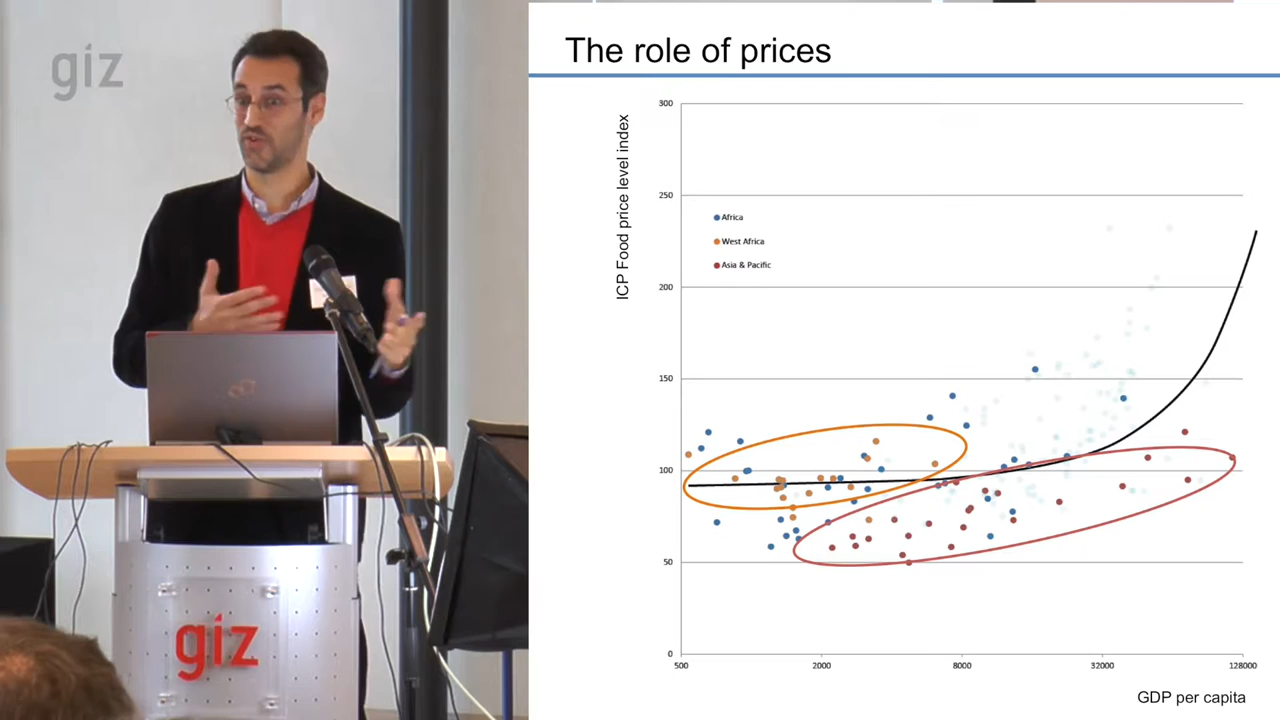 giz
giz
The role of prices
ICP Food price level index
300
250
200
150
100
50
0
Africa
West Africa
Asia & Pacific
500
2000
8000
32000
128000
GDP per capita